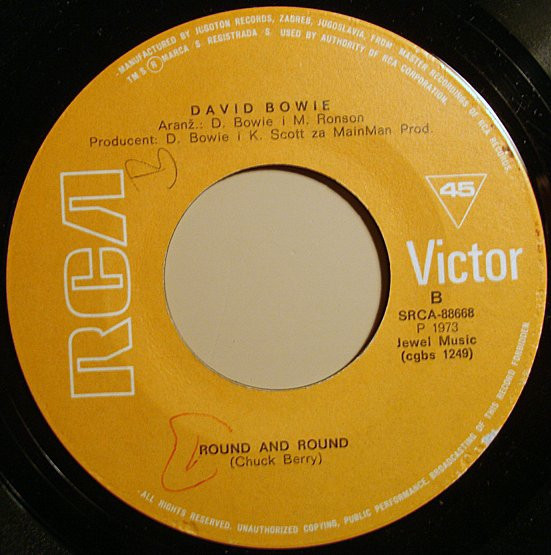 MANUFACTURED BY JUGOTON RECORDS, ZAGREB, JUGOSLAVIA, FROM MASTER RECORDINGS OF RCA RECORDS
TM S ® MARCA/S REGISTRADA/S USED BY AUTHORITY OF RCA CORPORATION.
DAVID BOWIE
Aranž.: D. Bowie i M. Ronson
Producent: D. Bowie i K. Scott za MainMan Prod.
RCA
45
Victor
B
SRCA-88668
P 1973
Jewel Music
(cgbs 1249)
ROUND AND ROUND
(Chuck Berry)
ALL RIGHTS RESERVED. UNAUTHORIZED COPYING, PUBLIC PERFORMANCE, BROADCASTING OF THIS RECORD FORBIDDEN